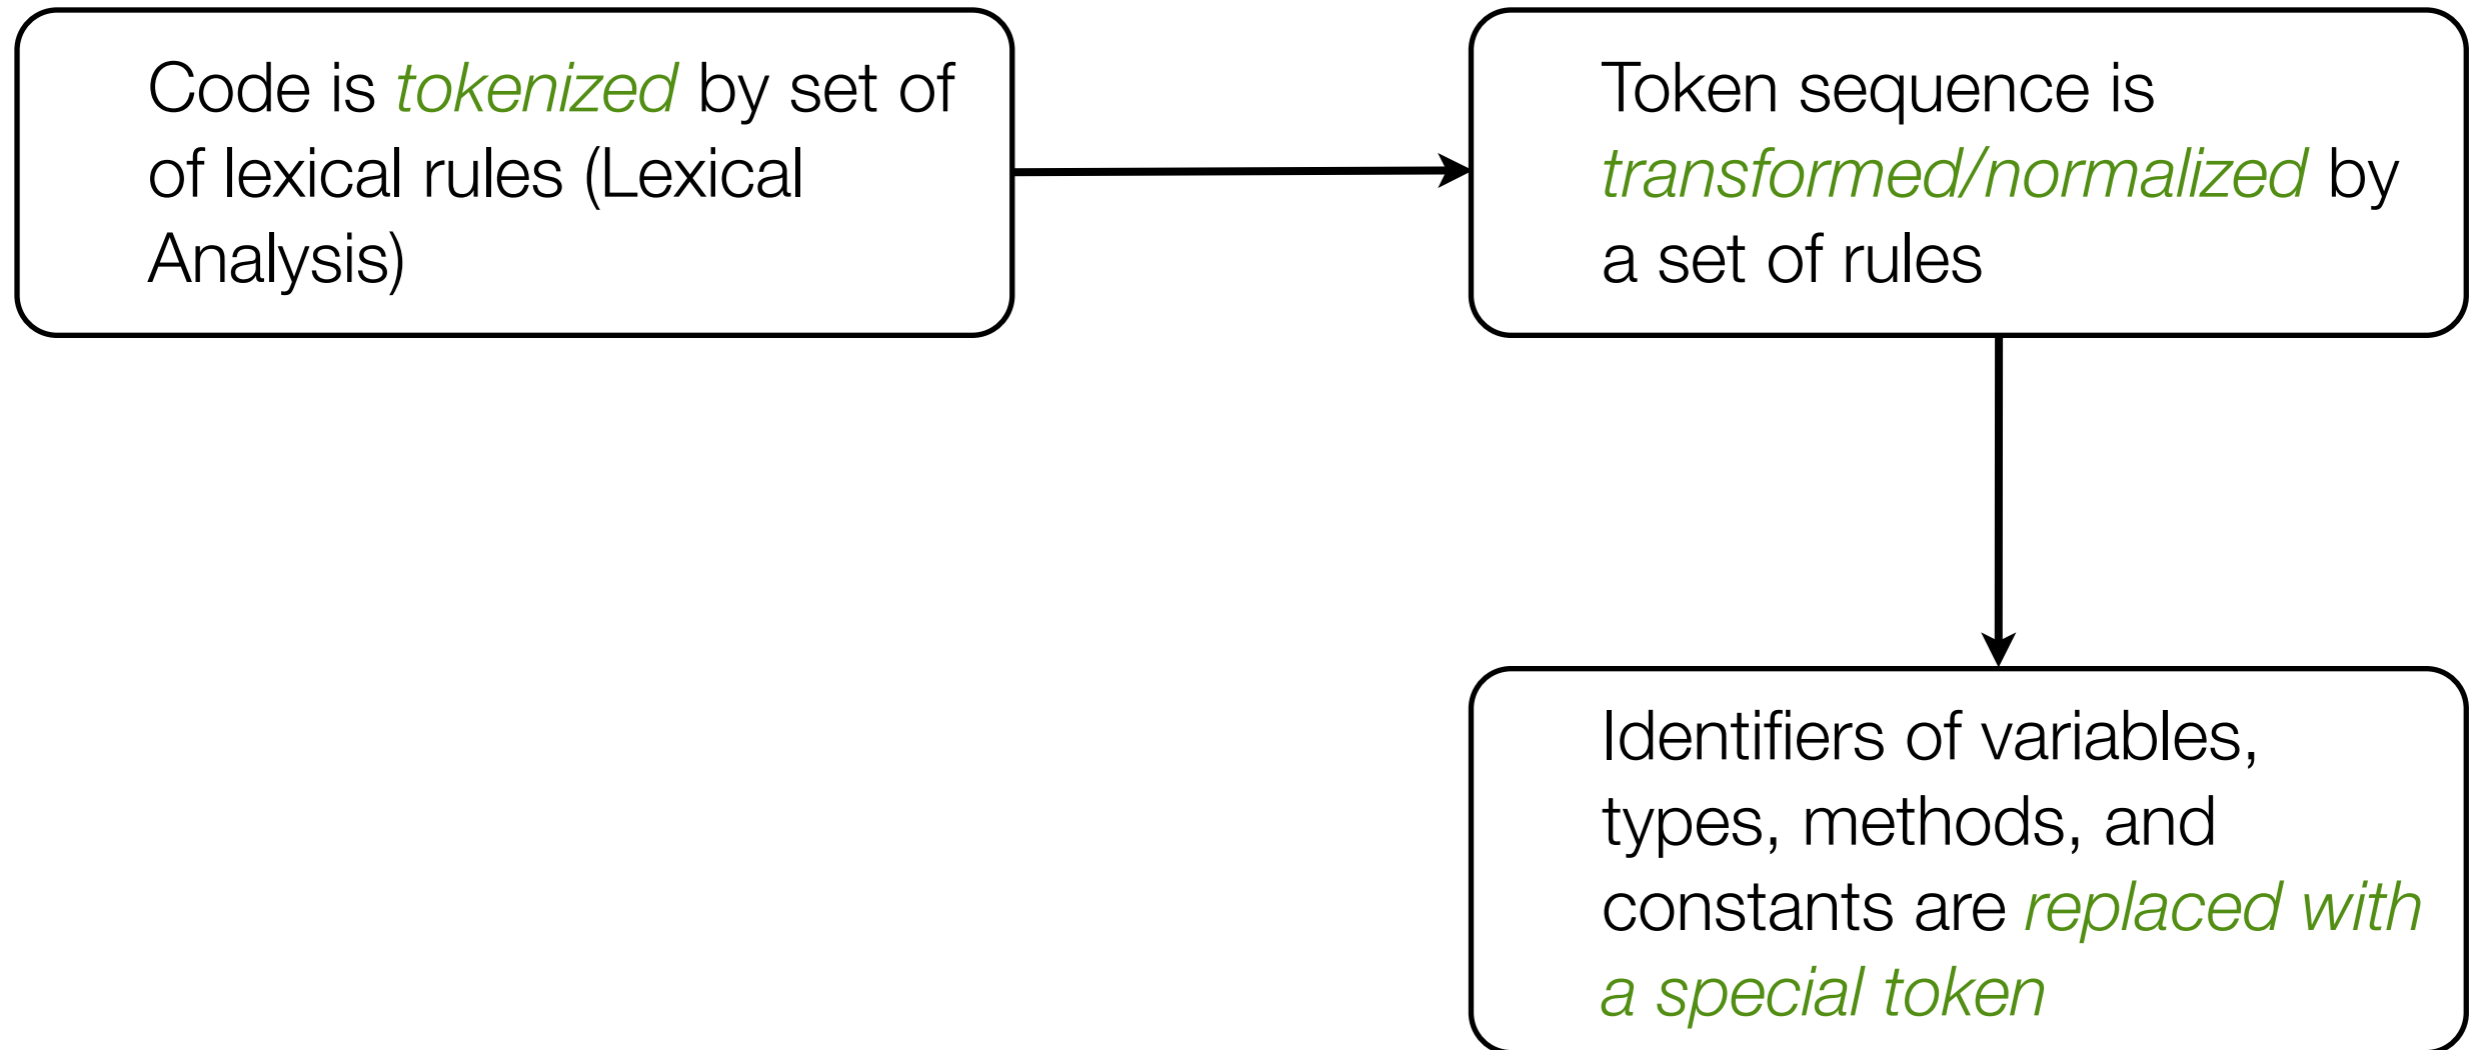 Code is tokenized by set of
of lexical rules (Lexical
Analysis)
Token sequence is
transformed/normalized by
a set of rules
Identifiers of variables,
types, methods, and
constants are replaced with
a special token